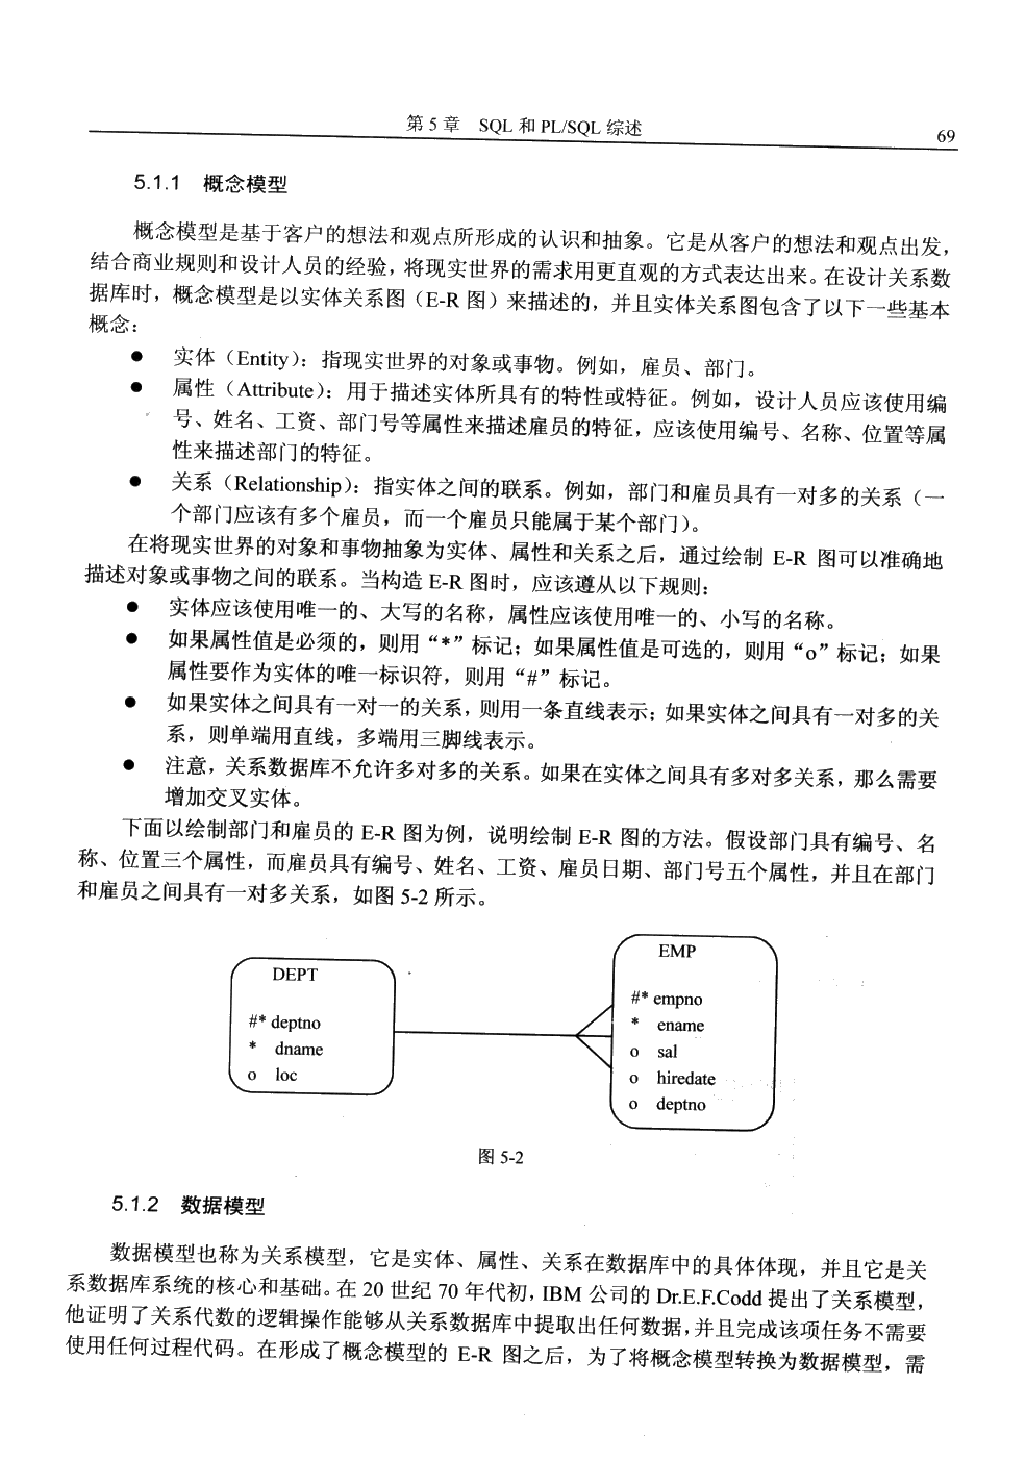 第 5 章 SQL 和 PL/SQL 综述
69
5.1.1 概念模型
概念模型是基于客户的想法和观点所形成的认识和抽象。它是从客户的想法和观点出发，
结合商业规则和设计人员的经验，将现实世界的需求用更直观的方式表达出来。在设计关系数
据库时，概念模型是以实体关系图（E-R 图）来描述的，并且实体关系图包含了以下一些基本
概念：
● 实体（Entity）：指现实世界的对象或事物。例如，雇员、部门。
● 属性（Attribute）：用于描述实体所具有的特性或特征。例如，设计人员应该使用编
号、姓名、工资、部门号等属性来描述雇员的特征，应该使用编号、名称、位置等属
性来描述部门的特征。
● 关系（Relationship）：指实体之间的联系。例如，部门和雇员具有一对多的关系（一
个部门应该有多个雇员，而一个雇员只能属于某个部门）。
在将现实世界的对象和事物抽象为实体、属性和关系之后，通过绘制 E-R 图可以准确地
描述对象或事物之间的联系。当构造 E-R 图时，应该遵从以下规则：
● 实体应该使用唯一的、大写的名称，属性应该使用唯一的、小写的名称。
● 如果属性值是必须的，则用“*”标记；如果属性值是可选的，则用“o”标记；如果
属性要作为实体的唯一标识符，则用“#”标记。
● 如果实体之间具有一对一的关系，则用一条直线表示；如果实体之间具有一对多的关
系，则单端用直线，多端用三脚线表示。
● 注意，关系数据库不允许多对多的关系。如果在实体之间具有多对多关系，那么需要
增加交叉实体。
下面以绘制部门和雇员的 E-R 图为例，说明绘制 E-R 图的方法。假设部门具有编号、名
称、位置三个属性，而雇员具有编号、姓名、工资、雇员日期、部门号五个属性，并且在部门
和雇员之间具有一对多关系，如图 5-2 所示。
DEPT
#* deptno
* dname
o loc
EMP
#* empno
* ename
o sal
o hiredate
o deptno
图 5-2
5.1.2 数据模型
数据模型也称为关系模型，它是实体、属性、关系在数据库中的具体体现，并且它是关
系数据库系统的核心和基础。在 20 世纪 70 年代初，IBM 公司的 Dr.E.F.Codd 提出了关系模型，
他证明了关系代数的逻辑操作能够从关系数据库中提取出任何数据，并且完成该项任务不需要
使用任何过程代码。在形成了概念模型的 E-R 图之后，为了将概念模型转换为数据模型，需